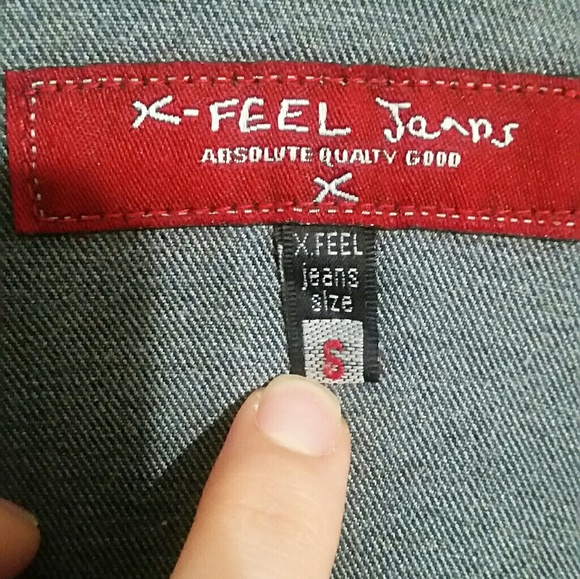 X-FEEL Jeans
ABSOLUTE QUALTY GOOD
X
X.FEEL
jeans
size
S